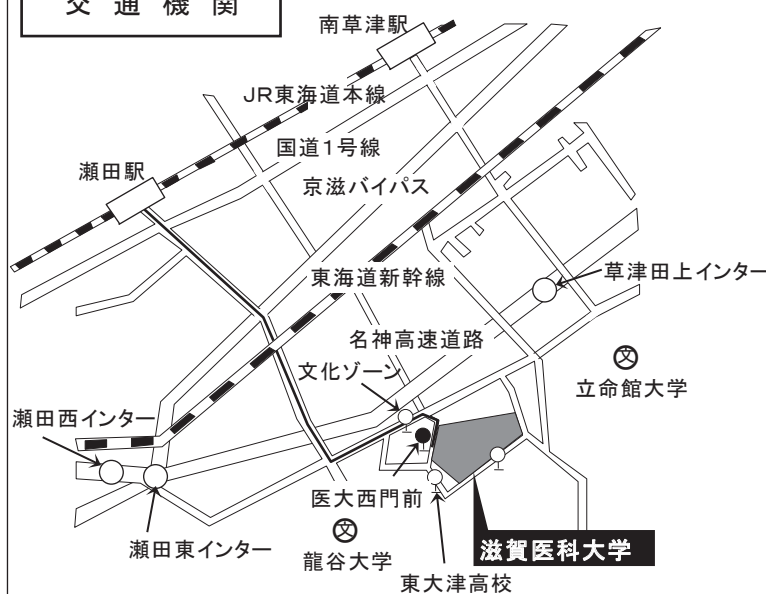 交通機関
南草津駅
JR東海道本線
国道1号線
瀬田駅
京滋バイパス
東海道新幹線
草津田上インター
名神高速道路
文化ゾーン
文
立命館大学
瀬田西インター
医大西門前
文
瀬田東インター
龍谷大学
滋賀医科大学
東大津高校